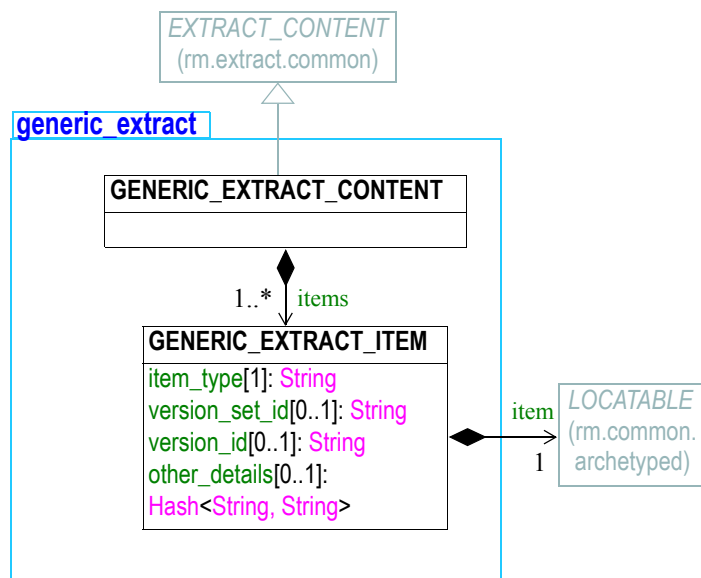 EXTRACT_CONTENT
(rm.extract.common)
generic_extract
GENERIC_EXTRACT_CONTENT
1..* items
GENERIC_EXTRACT_ITEM
item_type[1]: String
version_set_id[0..1]: String
version_id[0..1]: String
other_details[0..1]:
Hash<String, String>
item
1
LOCATABLE
(rm.common.
archetyped)